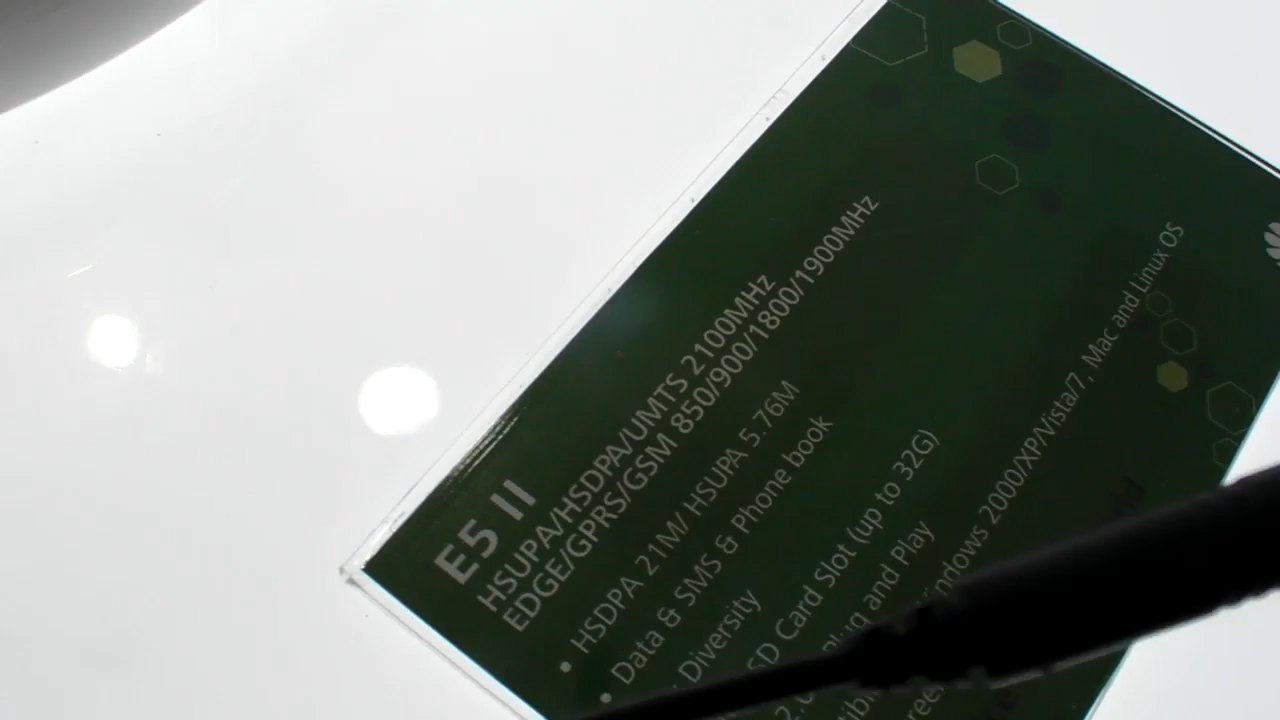 E5 II
HSUPA/HSDPA/UMTS 2100MHz
EDGE/GPRS/GSM 850/900/1800/1900MHz
• HSDPA 21M/ HSUPA 5.76M
• Data & SMS & Phone book
Diversity
SD Card Slot (up to 32G)
and Play
2000/XP/Vista/7, Mac and Linux OS